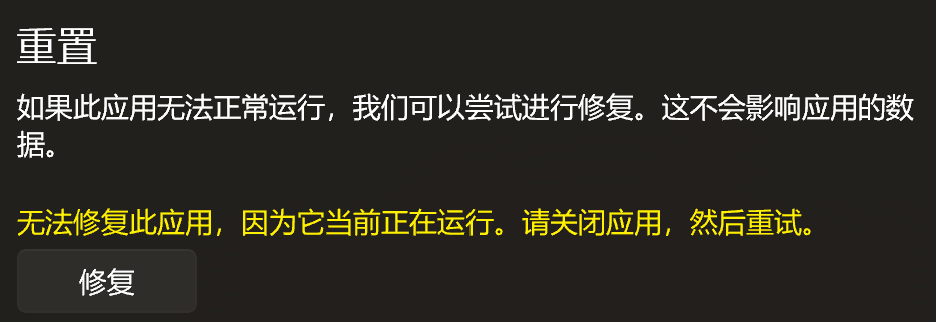 重置
如果此应用无法正常运行，我们可以尝试进行修复。这不会影响应用的数
据。
无法修复此应用，因为它当前正在运行。请关闭应用，然后重试。
修复